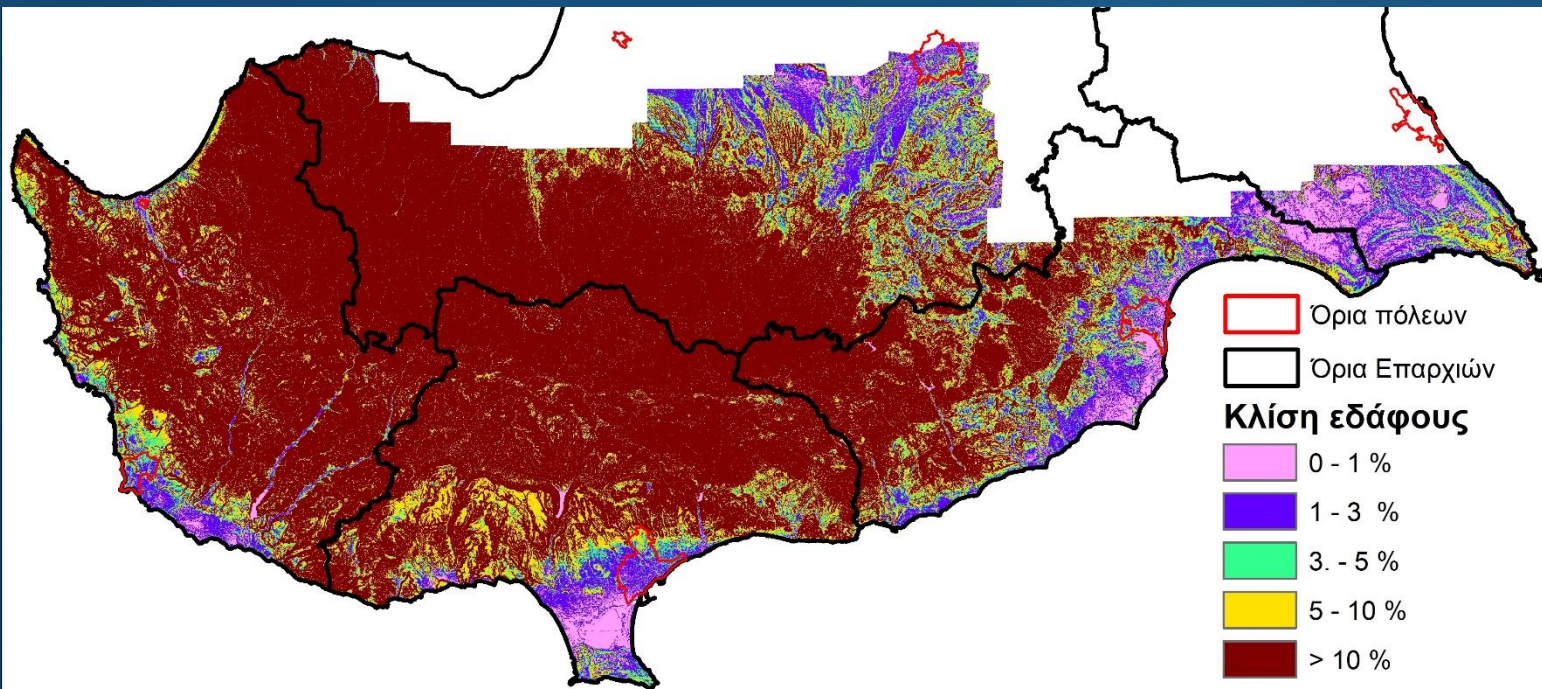 Όρια πόλεων
Όρια Επαρχιών
Κλίση εδάφους
0 - 1 %
1 - 3 %
3. - 5 %
5 - 10 %
> 10 %